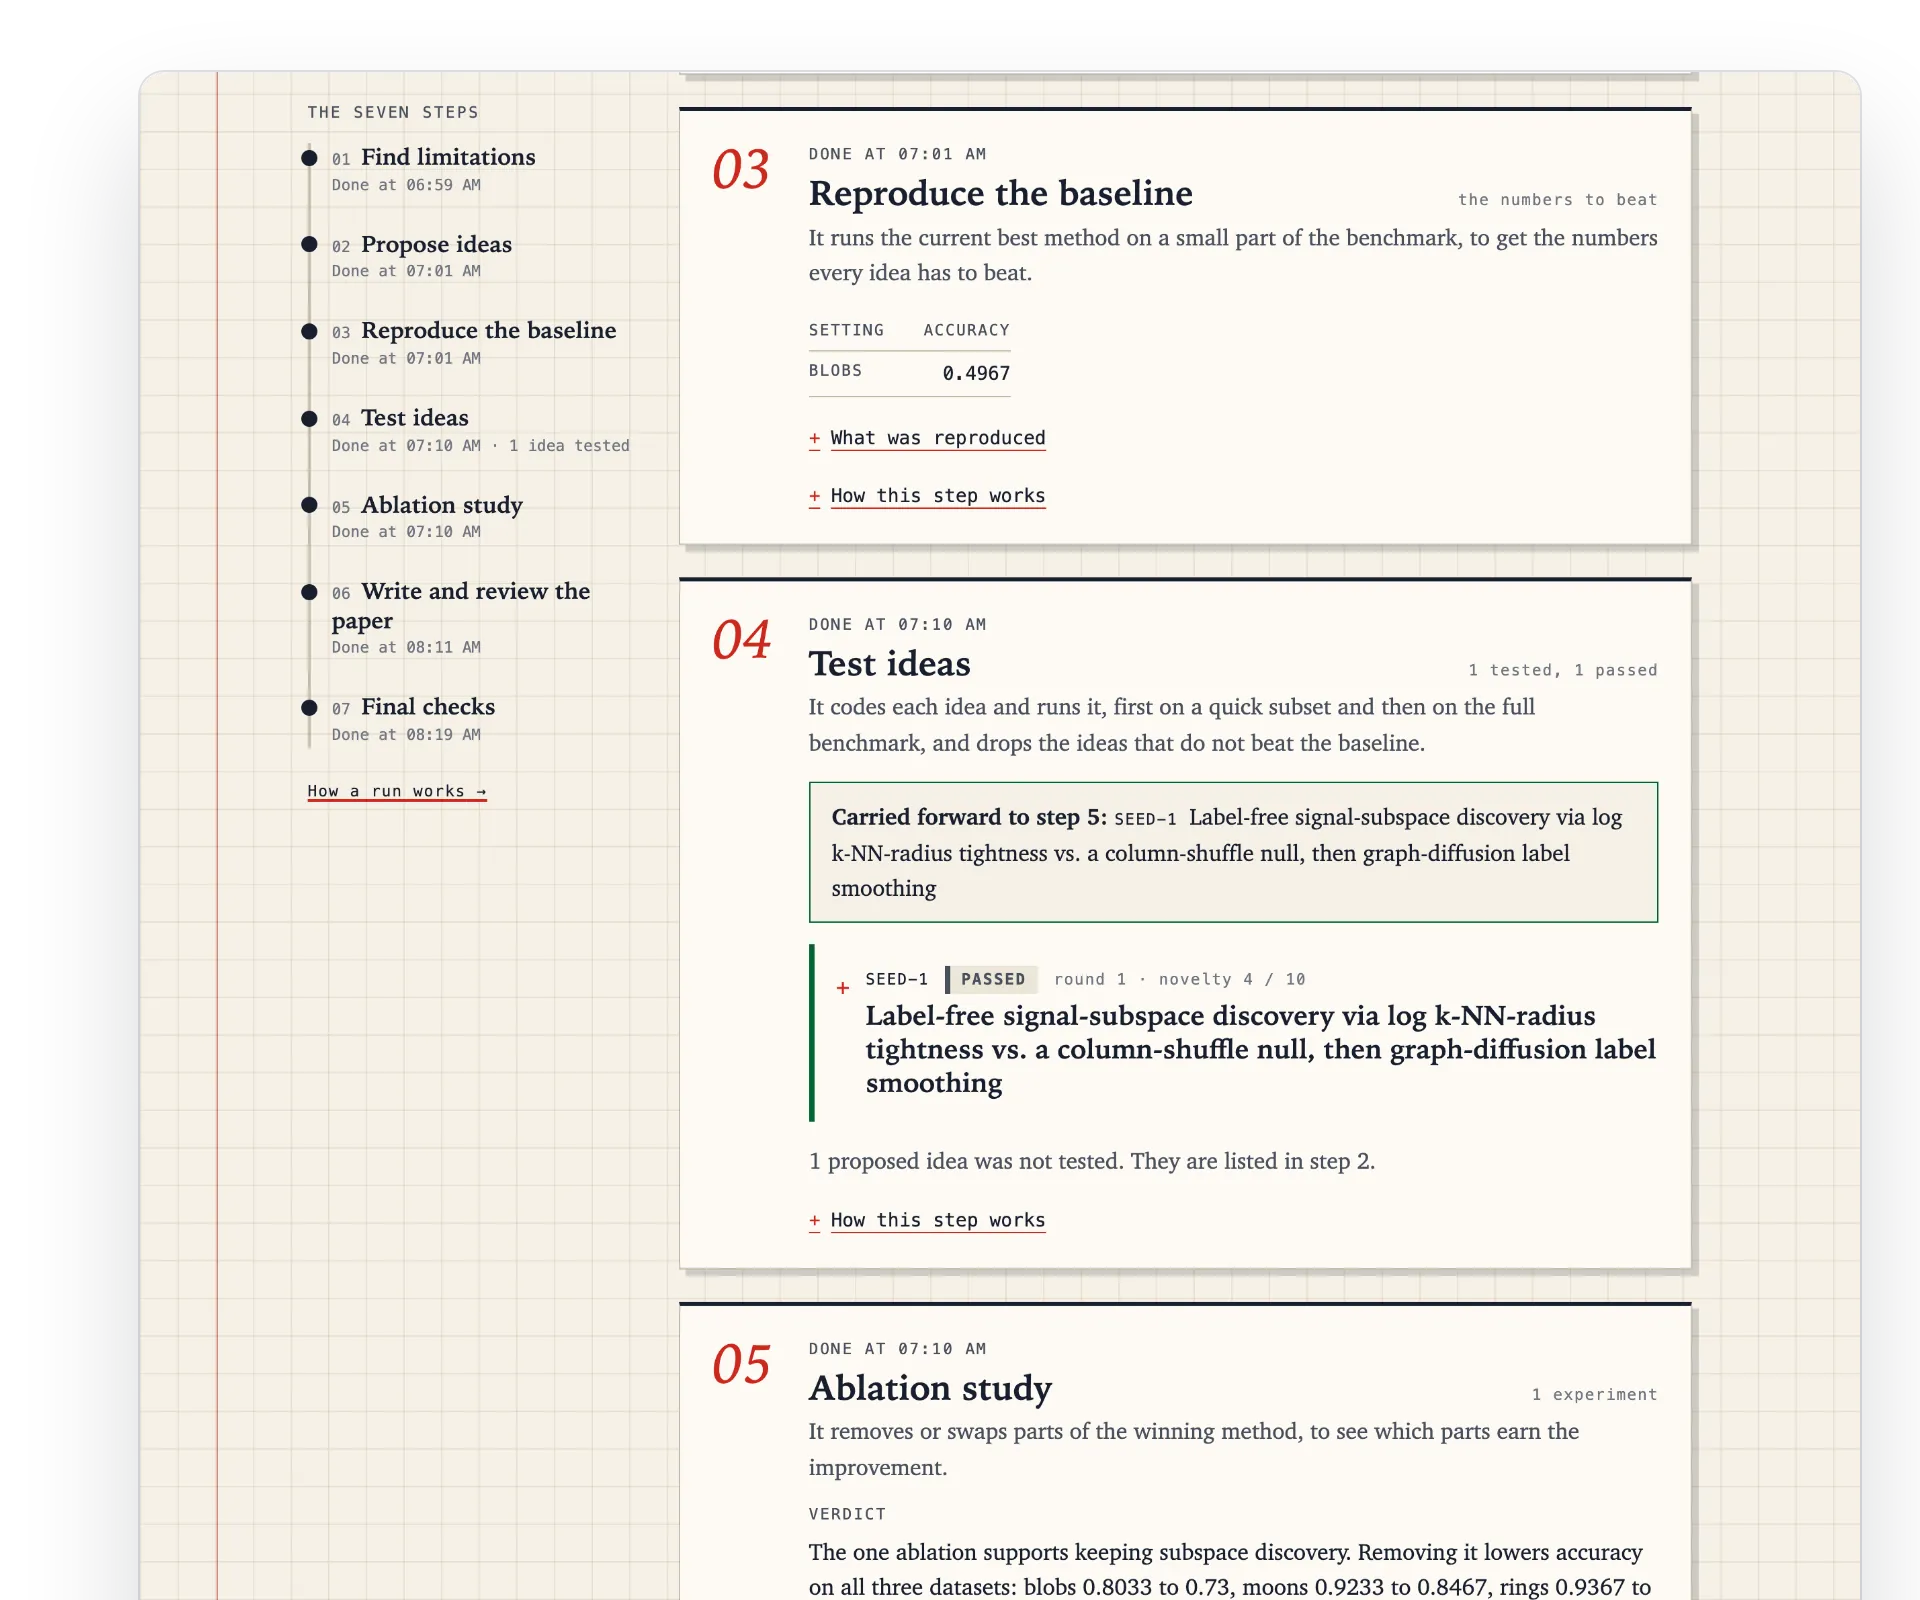 THE SEVEN STEPS
01 Find limitations
Done at 06:59 AM
02 Propose ideas
Done at 07:01 AM
03 Reproduce the baseline
Done at 07:01 AM
04 Test ideas
Done at 07:10 AM · 1 idea tested
05 Ablation study
Done at 07:10 AM
06 Write and review the
paper
Done at 08:11 AM
07 Final checks
Done at 08:19 AM
How a run works →
03
DONE AT 07:01 AM
Reproduce the baseline
the numbers to beat
It runs the current best method on a small part of the benchmark, to get the numbers
every idea has to beat.
SETTING ACCURACY
BLOBS 0.4967
+ What was reproduced
+ How this step works
04
DONE AT 07:10 AM
Test ideas
1 tested, 1 passed
It codes each idea and runs it, first on a quick subset and then on the full
benchmark, and drops the ideas that do not beat the baseline.
Carried forward to step 5: SEED-1 Label-free signal-subspace discovery via log
k-NN-radius tightness vs. a column-shuffle null, then graph-diffusion label
smoothing
+ SEED-1 PASSED round 1 · novelty 4 / 10
Label-free signal-subspace discovery via log k-NN-radius
tightness vs. a column-shuffle null, then graph-diffusion label
smoothing
1 proposed idea was not tested. They are listed in step 2.
+ How this step works
05
DONE AT 07:10 AM
Ablation study
1 experiment
It removes or swaps parts of the winning method, to see which parts earn the
improvement.
VERDICT
The one ablation supports keeping subspace discovery. Removing it lowers accuracy
on all three datasets: blobs 0.8033 to 0.73, moons 0.9233 to 0.8467, rings 0.9367 to